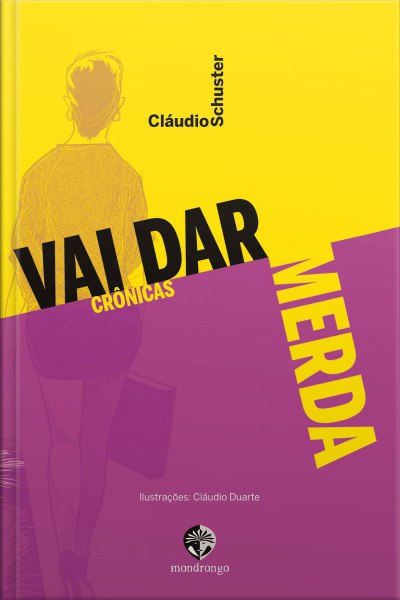 Cláudio Schuster
VAI DAR
MERDA
CRÔNICAS
Ilustrações: Cláudio Duarte
mondrongo